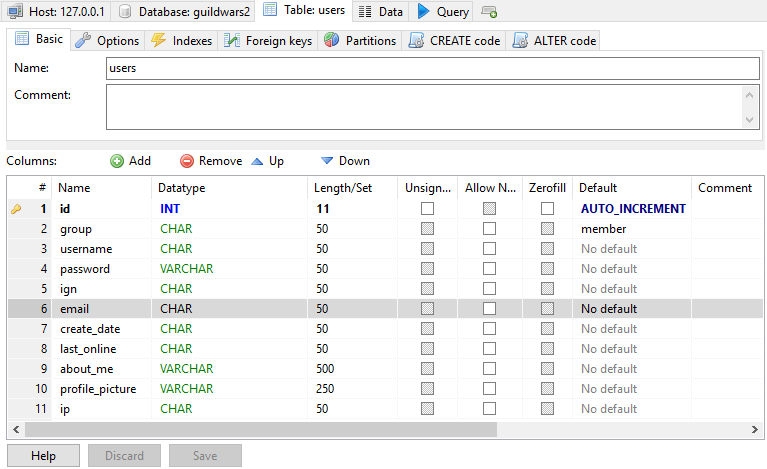 Host: 127.0.0.1 Database: guildwars2 Table: users Data Query
Basic Options Indexes Foreign keys Partitions CREATE code ALTER code
Name: users
Comment:
Columns: Add Remove Up Down
# Name Datatype Length/Set Unsign... Allow N... Zerofill Default Comment
1 id INT 11 AUTO_INCREMENT
2 group CHAR 50 member
3 username CHAR 50 No default
4 password VARCHAR 50 No default
5 ign CHAR 50 No default
6 email CHAR 50 No default
7 create_date CHAR 50 No default
8 last_online CHAR 50 No default
9 about_me VARCHAR 500 No default
10 profile_picture VARCHAR 250 No default
11 ip CHAR 50 No default
Help Discard Save